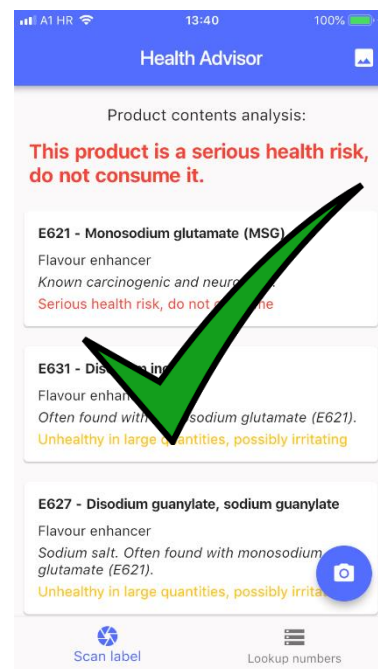 A1 HR 13:40 100%
Health Advisor
Product contents analysis:
This product is a serious health risk,
do not consume it.
E621 - Monosodium glutamate (MSG)
Flavour enhancer
Known carcinogenic and
Serious health risk, do not
E631 -
Flavour
Often found with sodium glutamate (E621).
Unhealthy in large quantities, possibly irritating
E627 - Disodium guanylate, sodium guanylate
Flavour enhancer
Sodium salt. Often found with monosodium
glutamate (E621).
Unhealthy in large quantities, possibly
Scan label
Lookup numbers